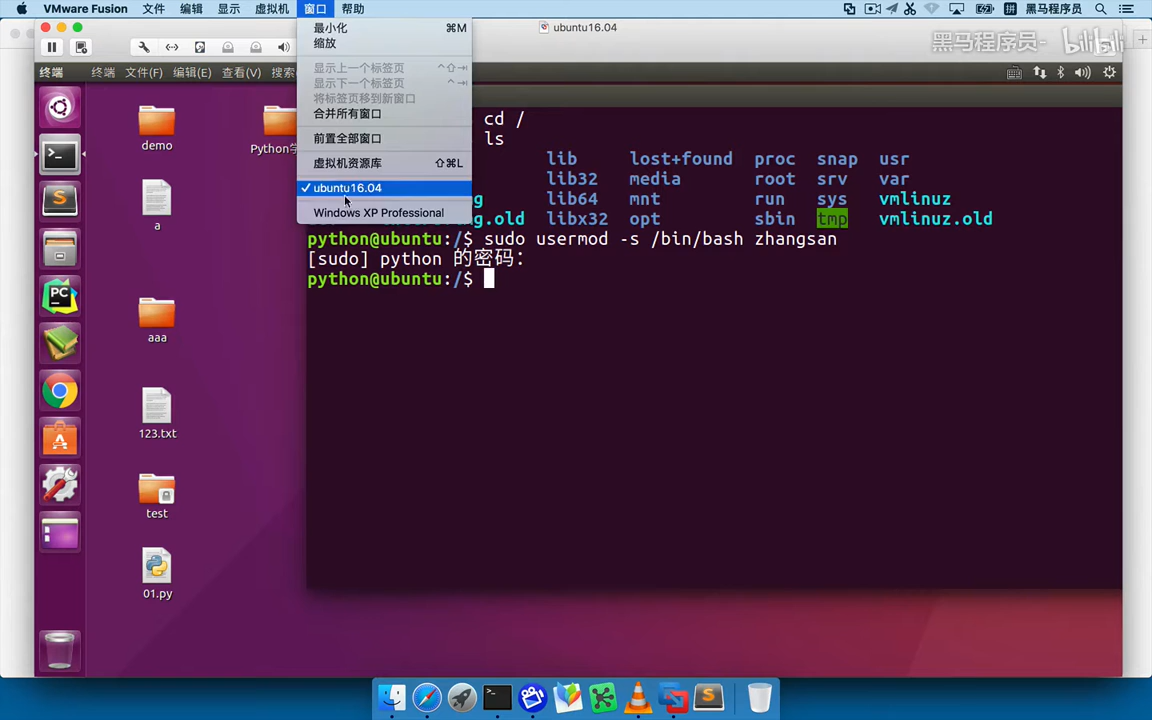 VMware Fusion 文件 编辑 显示 虚拟机 窗口 帮助 黑马程序员
ubuntu16.04
黑马程序员- bilibili
最小化 ⌘M
缩放
显示上一个标签页 ^⇧⇥
显示下一个标签页 ^⇥
将标签页移到新窗口
合并所有窗口
前置全部窗口
虚拟机资源库 ⇧⌘L
✓ ubuntu16.04
Windows XP Professional
终端 终端 文件(F) 编辑(E) 查看(V) 搜索
demo
a
aaa
123.txt
test
01.py
cd /
ls
lib lost+found proc snap usr
lib32 media root srv var
lib64 mnt run sys vmlinuz
.old libx32 opt sbin tmp vmlinuz.old
python@ubuntu:/$ sudo usermod -s /bin/bash zhangsan
[sudo] python 的密码：
python@ubuntu:/$